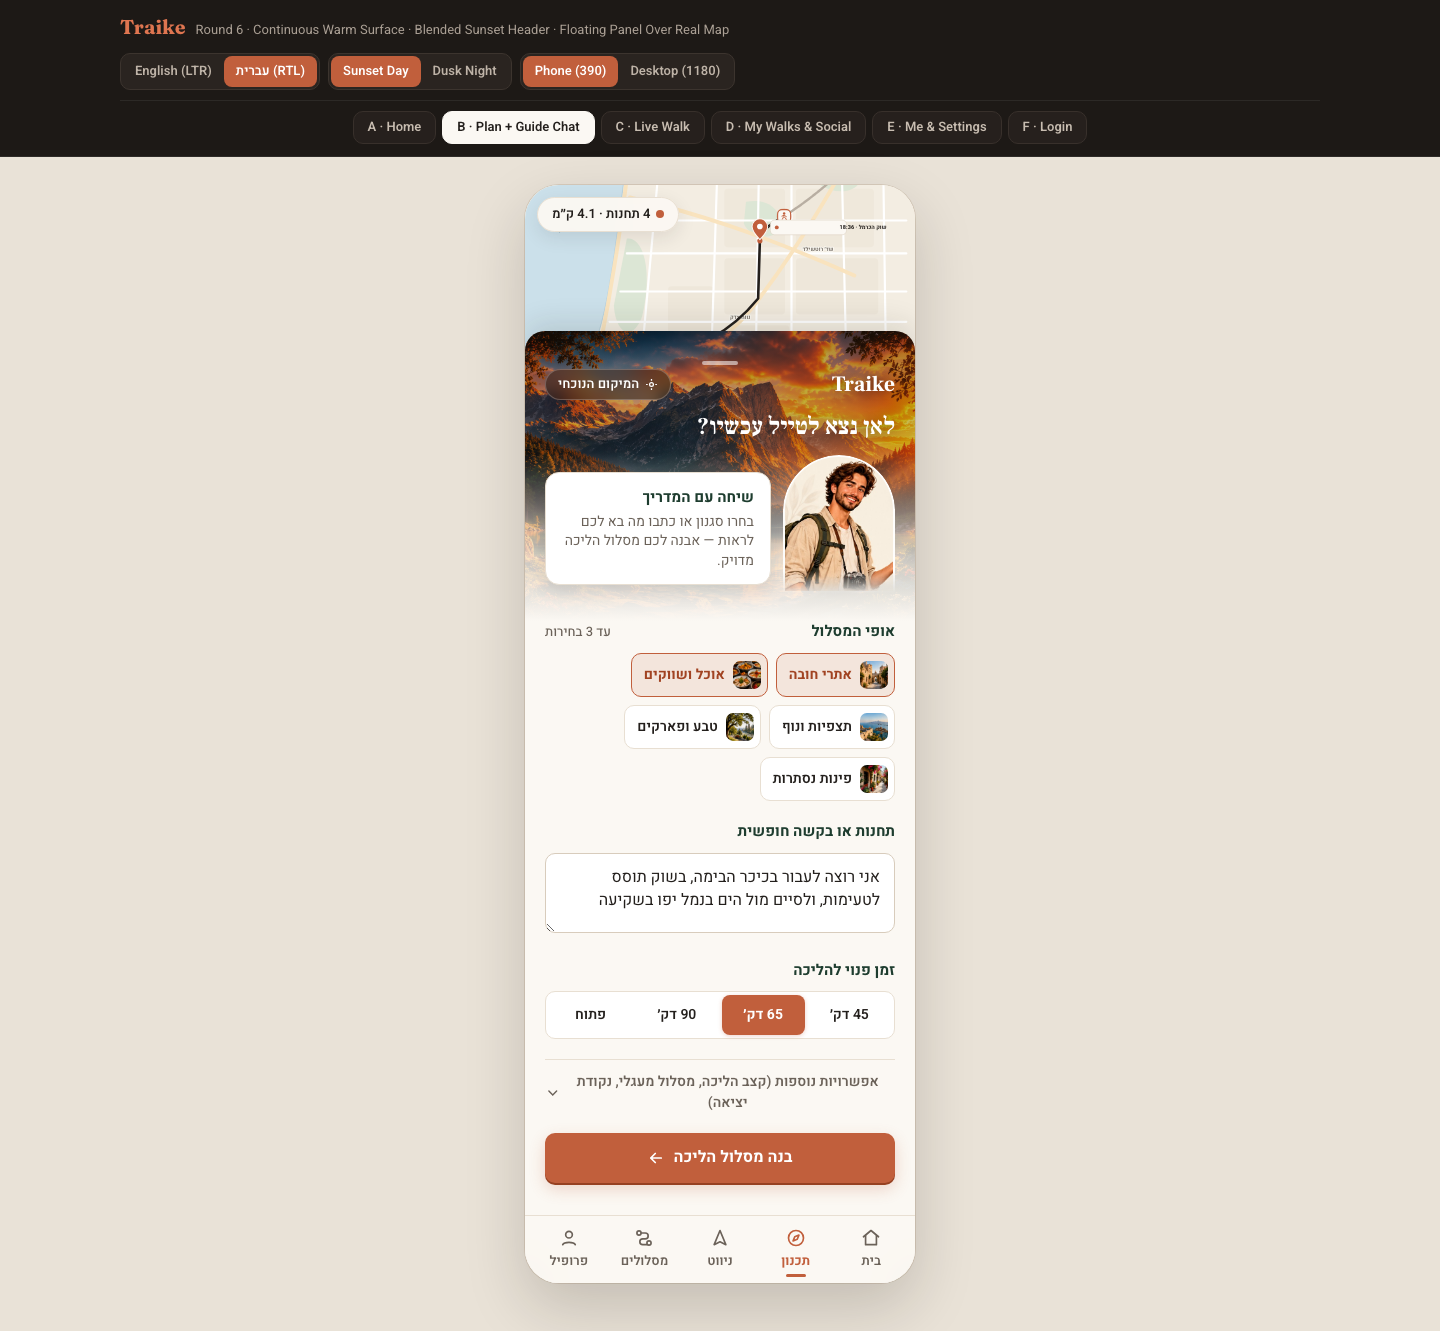 Traike Round 6 · Continuous Warm Surface · Blended Sunset Header · Floating Panel Over Real Map
English (LTR) עברית (RTL) Sunset Day Dusk Night Phone (390) Desktop (1180)
A · Home B · Plan + Guide Chat C · Live Walk D · My Walks & Social E · Me & Settings F · Login
4 תחנות · 4.1 ק״מ
שוק הכרמל · 18:36
שד׳ רוטשילד
Traike
המיקום הנוכחי
לאן נצא לטייל עכשיו?
שיחה עם המדריך
בחרו סגנון או כתבו מה בא לכם
לראות — אבנה לכם מסלול הליכה
מדויק.
אופי המסלול עד 3 בחירות
אתרי חובה אוכל ושווקים
תצפיות ונוף טבע ופארקים
פינות נסתרות
תחנות או בקשה חופשית
אני רוצה לעבור בכיכר הבימה, בשוק תוסס
לטעימות, ולסיים מול הים בנמל יפו בשקיעה
זמן פנוי להליכה
45 דק׳ 65 דק׳ 90 דק׳ פתוח
אפשרויות נוספות (קצב הליכה, מסלול מעגלי, נקודת
יציאה)
בנה מסלול הליכה ←
בית תכנון ניווט מסלולים פרופיל